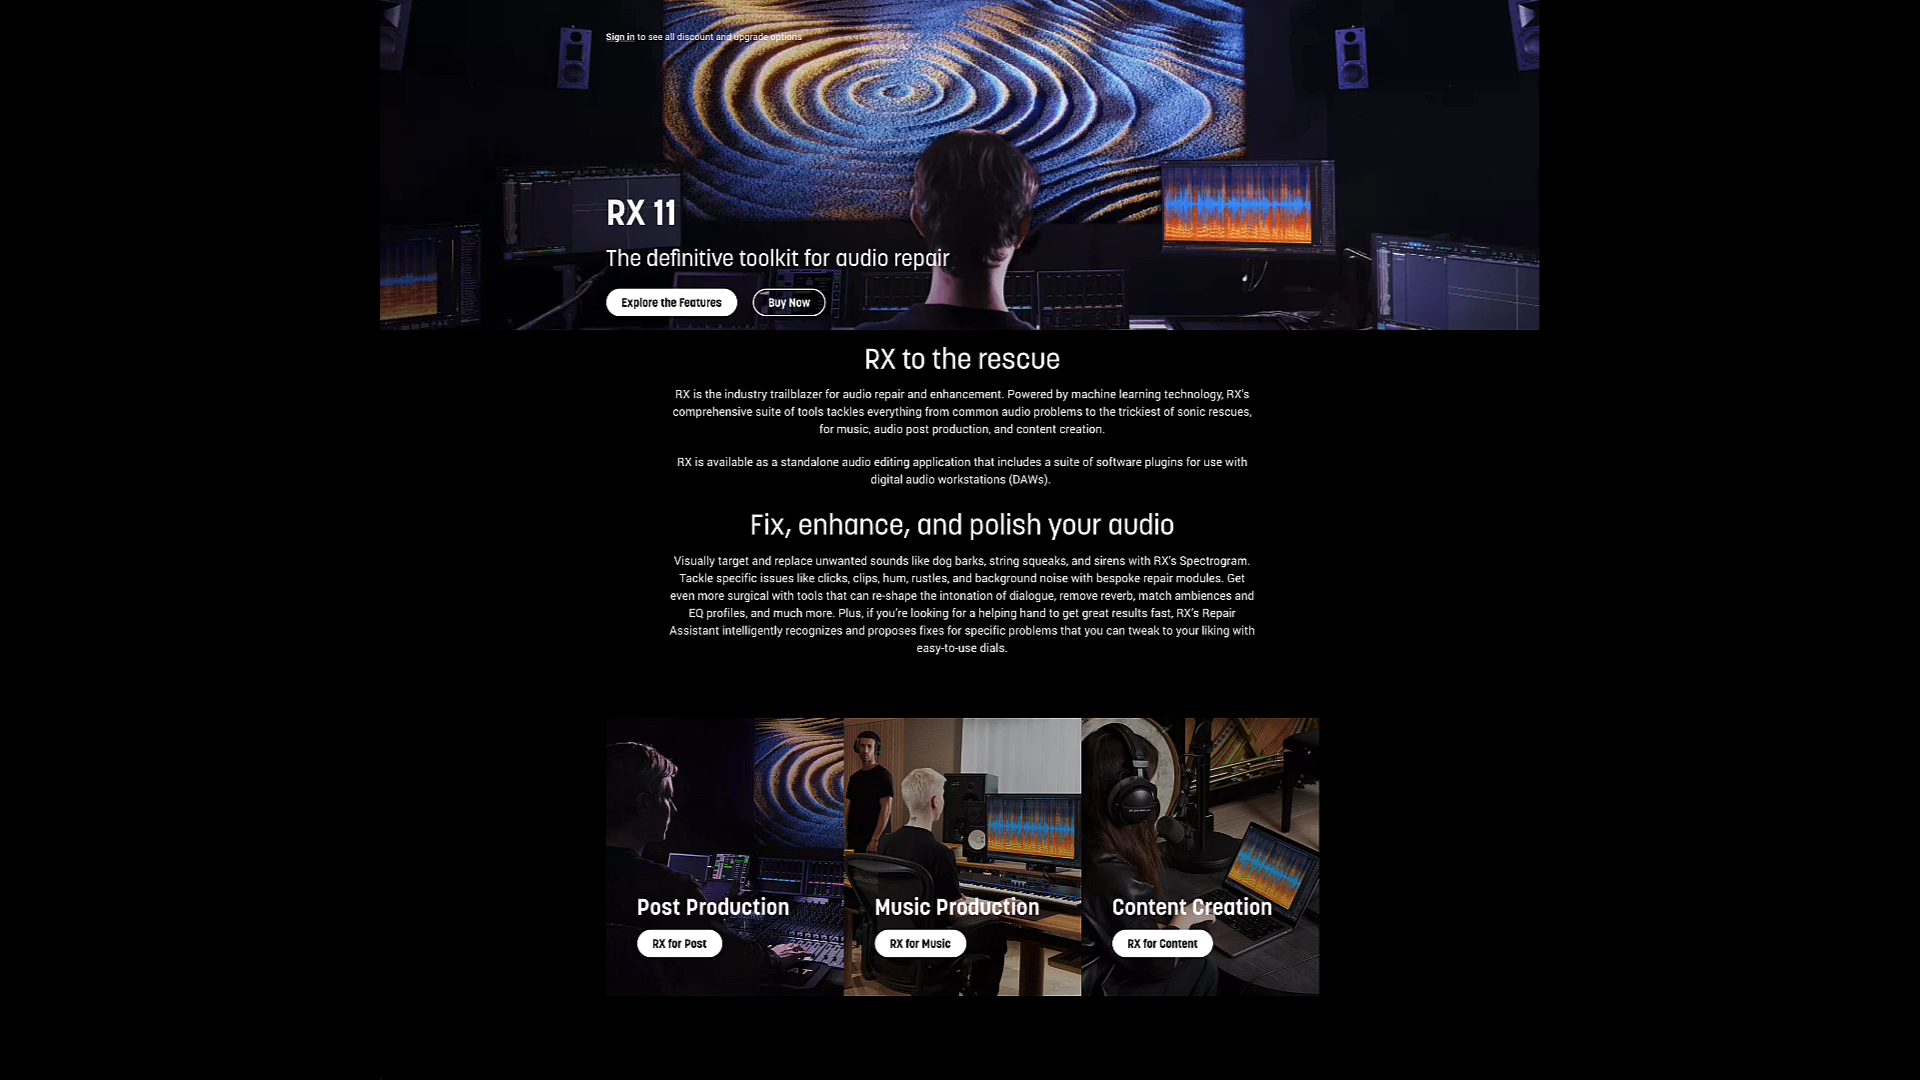 Sign in to see all discount and upgrade options
RX 11
The definitive toolkit for audio repair
Explore the Features
Buy Now
RX to the rescue
RX is the industry trailblazer for audio repair and enhancement. Powered by machine learning technology, RX's
comprehensive suite of tools tackles everything from common audio problems to the trickiest of sonic rescues,
for music, audio post production, and content creation.
RX is available as a standalone audio editing application that includes a suite of software plugins for use with
digital audio workstations (DAWs).
Fix, enhance, and polish your audio
Visually target and replace unwanted sounds like dog barks, string squeaks, and sirens with RX's Spectrogram.
Tackle specific issues like clicks, clips, hum, rustles, and background noise with bespoke repair modules. Get
even more surgical with tools that can re-shape the intonation of dialogue, remove reverb, match ambiences and
EQ profiles, and much more. Plus, if you're looking for a helping hand to get great results fast, RX's Repair
Assistant intelligently recognizes and proposes fixes for specific problems that you can tweak to your liking with
easy-to-use dials.
Post Production
RX for Post
Music Production
RX for Music
Content Creation
RX for Content